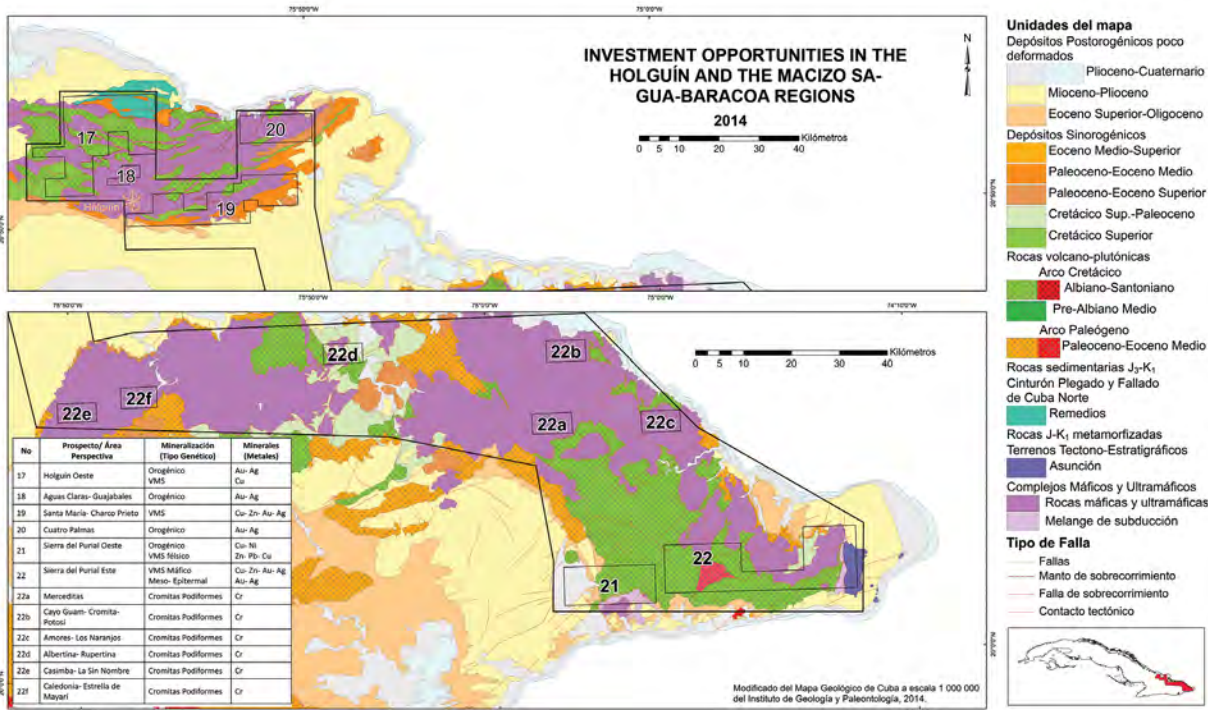 INVESTMENT OPPORTUNITIES IN THE
HOLGUÍN AND THE MACIZO SA-
GUA-BARACOA REGIONS
2014
Kilómetros
0 5 10 20 30 40
N
75°50'0"N
75°0'0"N
17
18
19
20
Holguín
75°50'0"N
75°50'0"N
75°0'0"N
75°0'0"N
74°10'0"N
Kilómetros
0 5 10 20 30 40
22d
22b
22e
22f
22a
22c
22
21
20°0'0"N
No Prospecto/ Área Perspectiva Mineralización (Tipo Genético) Minerales (Metales)
17 Holguin Oeste Orogénico VMS Au- Ag Cu
18 Aguas Claras- Guajabales Orogénico Au- Ag
19 Santa María- Charco Prieto VMS Cu- Zn- Au- Ag
20 Cuatro Palmas Orogénico Au- Ag
21 Sierra del Purial Oeste Orogénico VMS félsico Cu- Ni Zn- Pb- Cu
22 Sierra del Purial Este VMS Máfico Meso- Epitermal Cu- Zn- Au- Ag Au- Ag
22a Merceditas Cromitas Podiformes Cr
22b Cayo Guam- Cromita- Potosí Cromitas Podiformes Cr
22c Amores- Los Naranjos Cromitas Podiformes Cr
22d Albertina- Rupertina Cromitas Podiformes Cr
22e Casimba- La Sin Nombre Cromitas Podiformes Cr
22f Caledonia- Estrella de Mayarí Cromitas Podiformes Cr
Modificado del Mapa Geológico de Cuba a escala 1 000 000
del Instituto de Geología y Paleontología, 2014.
Unidades del mapa
Depósitos Postorogénicos poco
deformados
Plioceno-Cuaternario
Mioceno-Plioceno
Eoceno Superior-Oligoceno
Depósitos Sinorogénicos
Eoceno Medio-Superior
Paleoceno-Eoceno Medio
Paleoceno-Eoceno Superior
Cretácico Sup.-Paleoceno
Cretácico Superior
Rocas volcano-plutónicas
Arco Cretácico
Albiano-Santoniano
Pre-Albiano Medio
Arco Paleógeno
Paleoceno-Eoceno Medio
Rocas sedimentarias J₃-K₁
Cinturón Plegado y Fallado
de Cuba Norte
Remedios
Rocas J-K₁ metamorfizadas
Terrenos Tectono-Estratigráficos
Asunción
Complejos Máficos y Ultramáficos
Rocas máficas y ultramáficas
Melange de subducción
Tipo de Falla
Fallas
Manto de sobrecorrimiento
Falla de sobrecorrimiento
Contacto tectónico